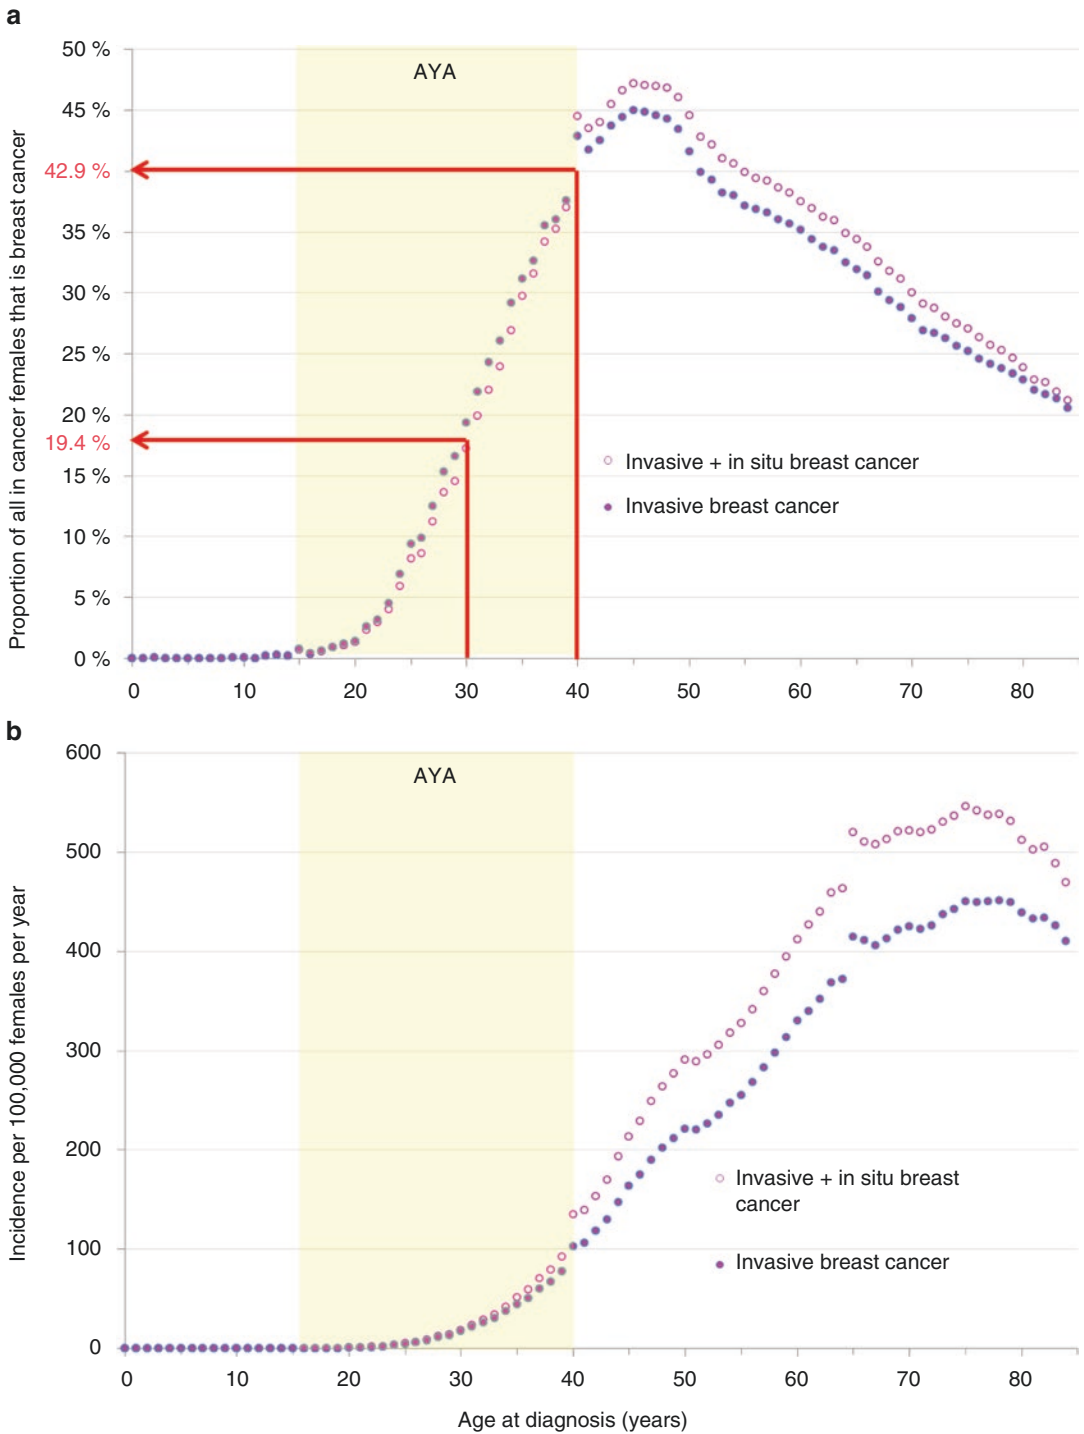 a
Proportion of all in cancer females that is breast cancer
50 %
45 %
42.9 %
35 %
30 %
25 %
20 %
19.4 %
15 %
10 %
5 %
0 %
AYA
Invasive + in situ breast cancer
Invasive breast cancer
0 10 20 30 40 50 60 70 80
b
Incidence per 100,000 females per year
600
500
400
300
200
100
0
AYA
Invasive + in situ breast
cancer
Invasive breast cancer
0 10 20 30 40 50 60 70 80
Age at diagnosis (years)